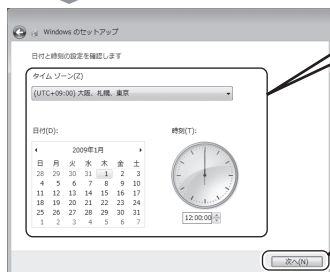 Windows のセットアップ
日付と時刻の設定を確認します
タイム ゾーン(Z)
(UTC+09:00) 大阪、札幌、東京
日付(D):
時刻(T):
2009年1月
日 月 火 水 木 金 土
28 29 30 31 1 2 3
4 5 6 7 8 9 10
11 12 13 14 15 16 17
18 19 20 21 22 23 24
25 26 27 28 29 30 31
1 2 3 4 5 6 7
12:00:00
次へ(N)